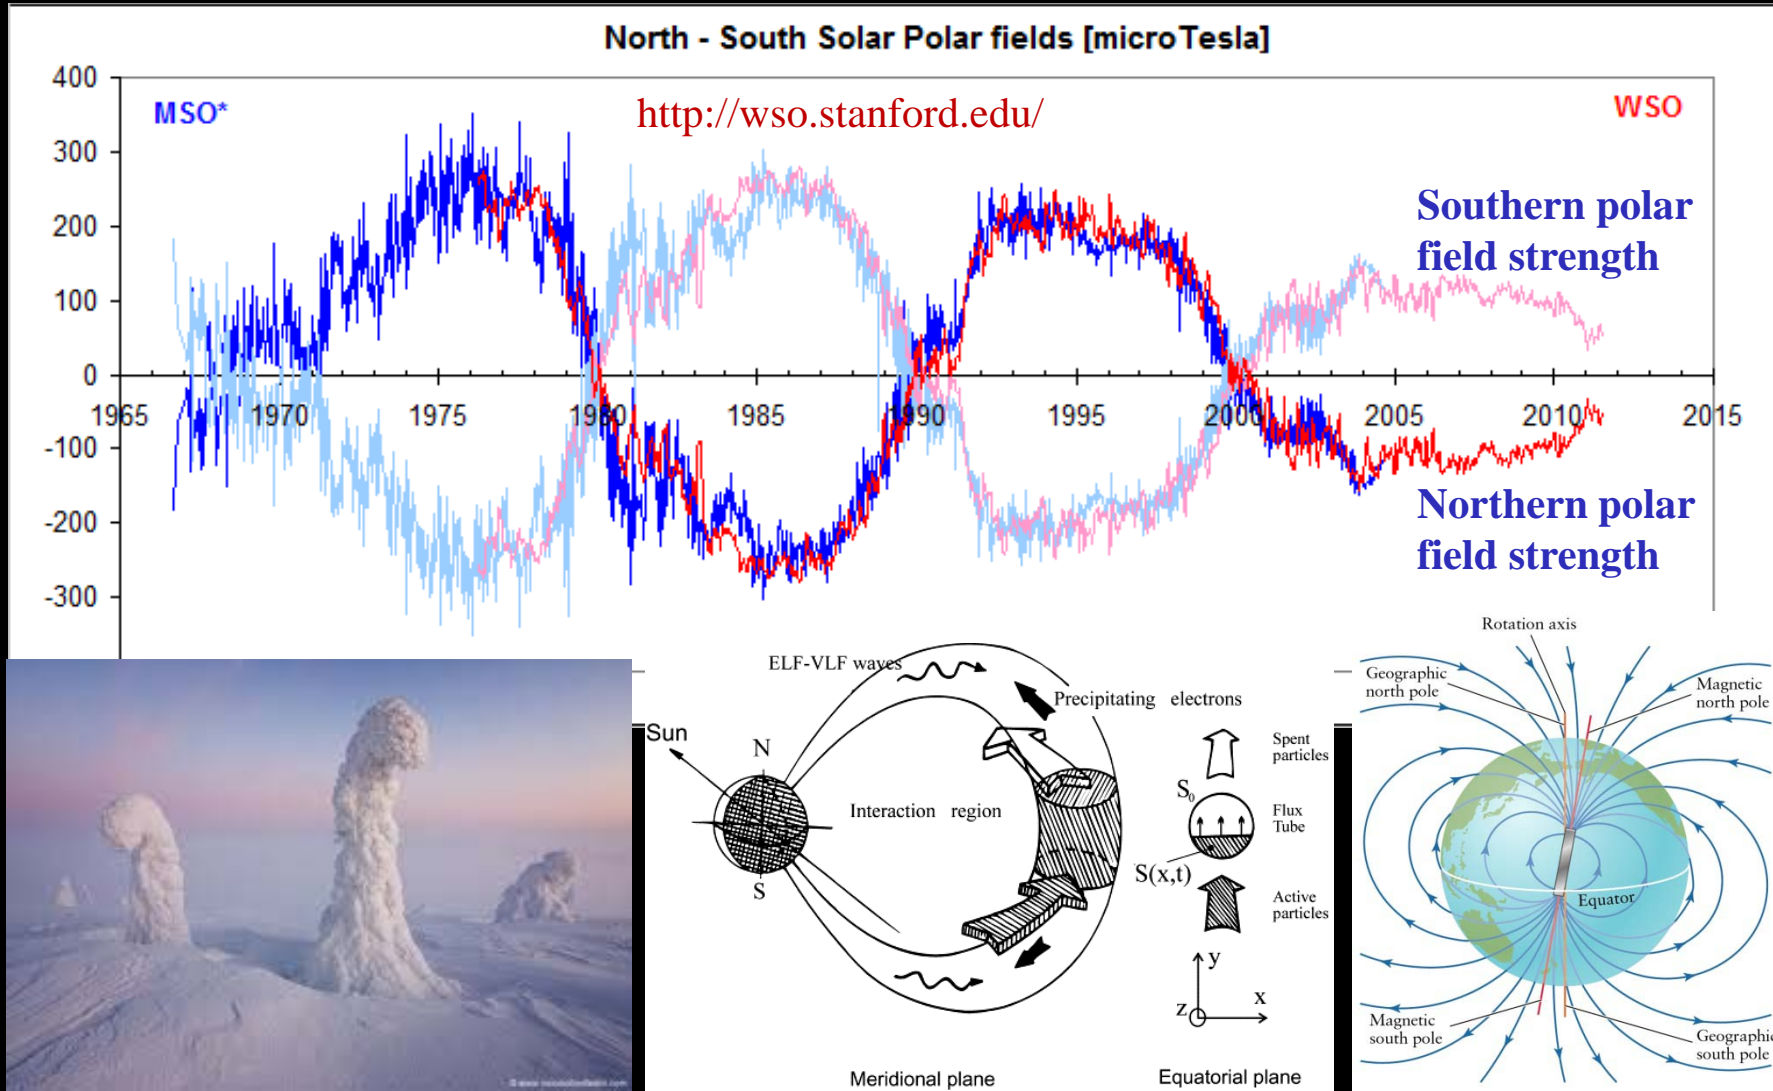 North - South Solar Polar fields [microTesla]
400
300
200
100
0
-100
-200
-300
MSO*
http://wso.stanford.edu/
WSO
Southern polar
field strength
1965
1970
1975
1980
1985
1990
1995
2000
2005
2010
2015
Northern polar
field strength
ELF-VLF waves
Precipitating electrons
Sun
N
S
Interaction region
Spent
particles
S₀
Flux
Tube
S(x,t)
Active
particles
y
x
z
Meridional plane
Equatorial plane
Rotation axis
Geographic
north pole
Magnetic
north pole
Equator
Magnetic
south pole
Geographic
south pole